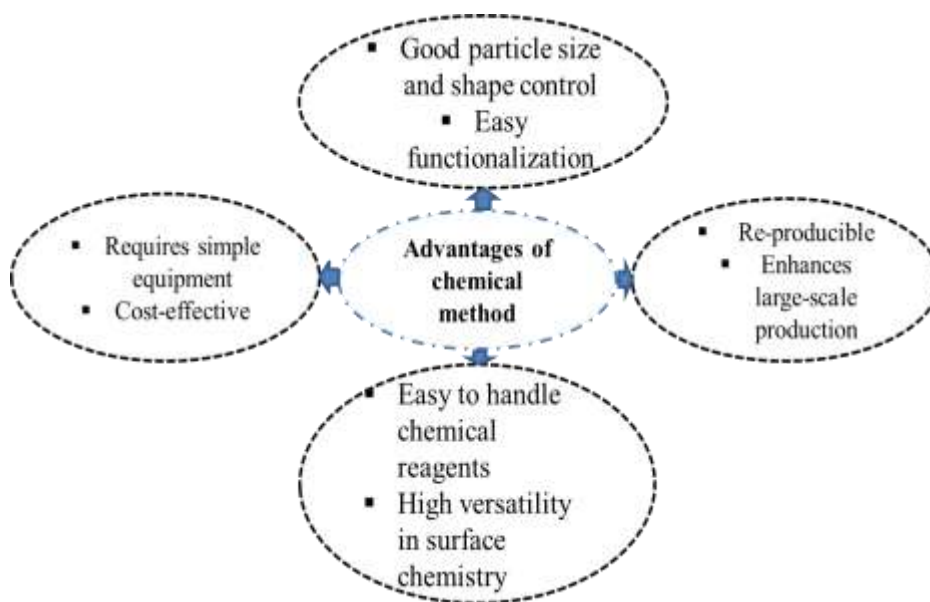 ▪ Good particle size
and shape control
▪ Easy
functionalization
▪ Requires simple
equipment
▪ Cost-effective
Advantages of
chemical
method
▪ Re-producible
▪ Enhances
large-scale
production
▪ Easy to handle
chemical
reagents
▪ High versatility
in surface
chemistry